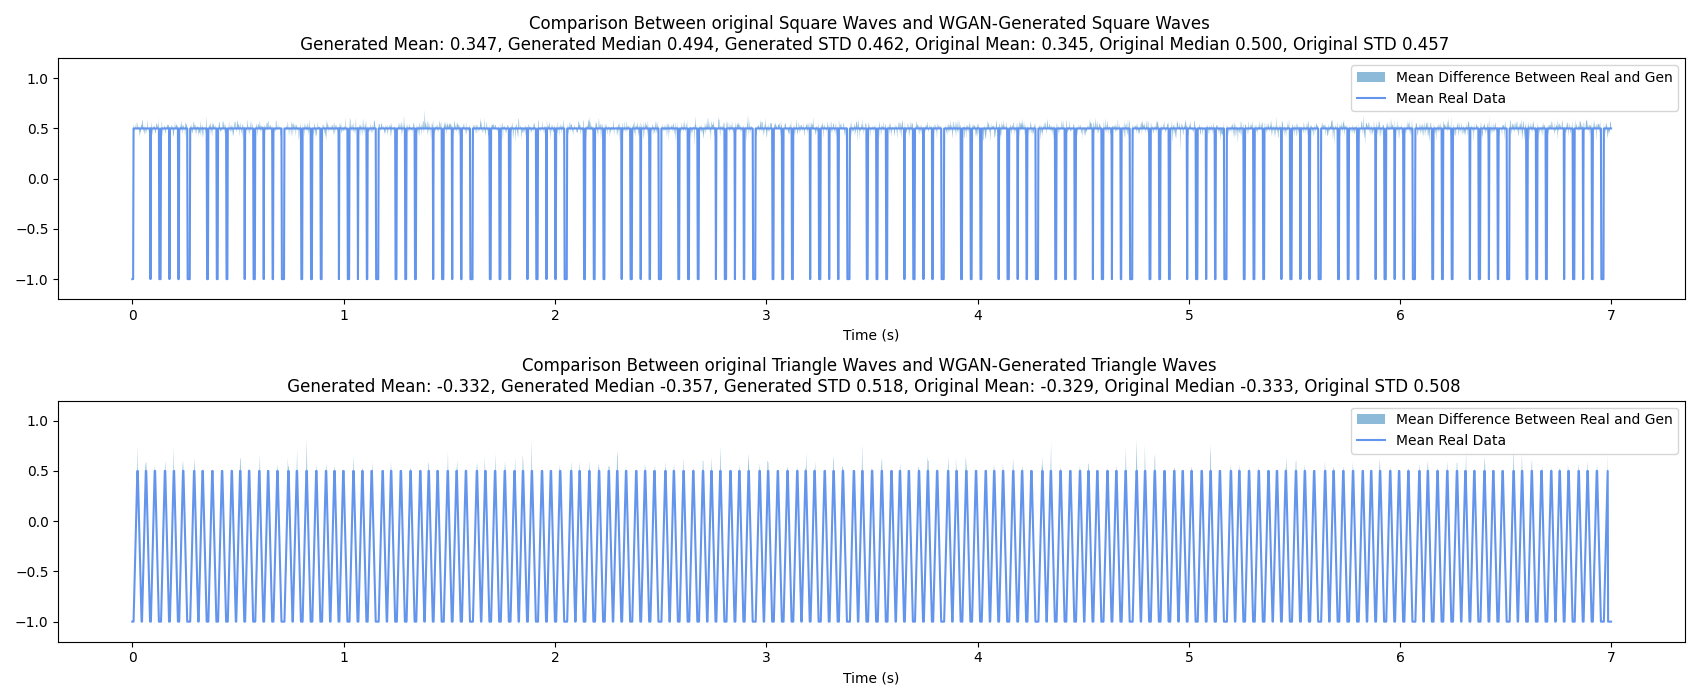 Comparison Between original Square Waves and WGAN-Generated Square Waves
Generated Mean: 0.347, Generated Median 0.494, Generated STD 0.462, Original Mean: 0.345, Original Median 0.500, Original STD 0.457
Mean Difference Between Real and Gen
Mean Real Data
1.0
0.5
0.0
−0.5
−1.0
0 1 2 3 4 5 6 7
Time (s)
Comparison Between original Triangle Waves and WGAN-Generated Triangle Waves
Generated Mean: -0.332, Generated Median -0.357, Generated STD 0.518, Original Mean: -0.329, Original Median -0.333, Original STD 0.508
Mean Difference Between Real and Gen
Mean Real Data
1.0
0.5
0.0
−0.5
−1.0
0 1 2 3 4 5 6 7
Time (s)